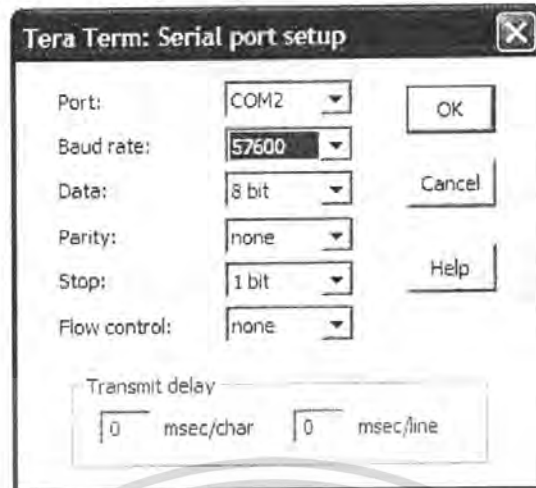 Tera Term: Serial port setup
Port: COM2 OK
Baud rate: 57600
Data: 8 bit Cancel
Parity: none
Stop: 1 bit Help
Flow control: none
Transmit delay
0 msec/char 0 msec/line